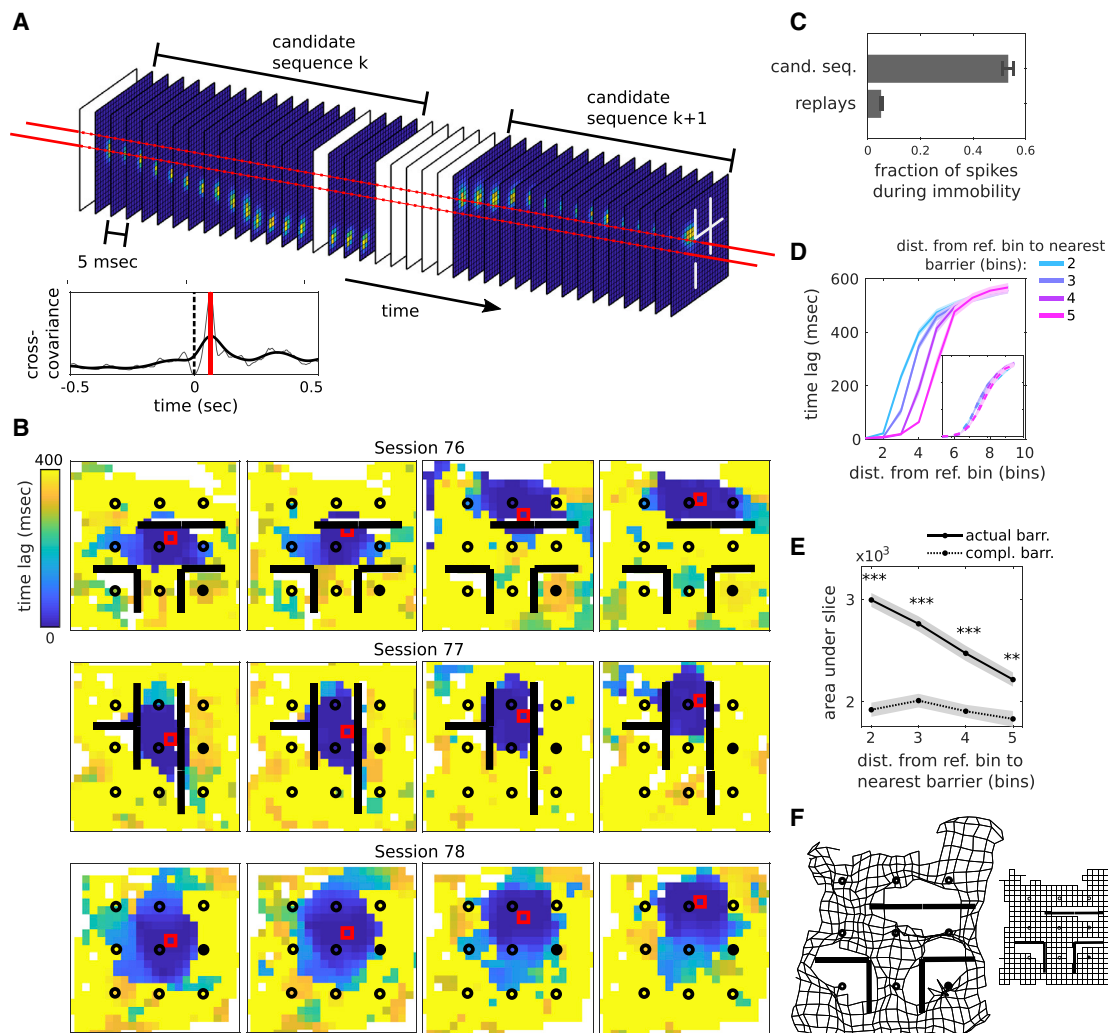 A
candidate
sequence k
candidate
sequence k+1
5 msec
time
cross-
covariance
-0.5
0
0.5
time (sec)
B
Session 76
400
time lag (msec)
0
Session 77
Session 78
C
cand. seq.
replays
0
0.2
0.4
0.6
fraction of spikes
during immobility
D
dist. from ref. bin to nearest
barrier (bins):
2
3
4
5
600
400
200
0
time lag (msec)
0
2
4
6
8
10
dist. from ref. bin (bins)
E
actual barr.
compl. barr.
x10³
3
2
area under slice
***
***
***
**
2
3
4
5
dist. from ref. bin to
nearest barrier (bins)
F